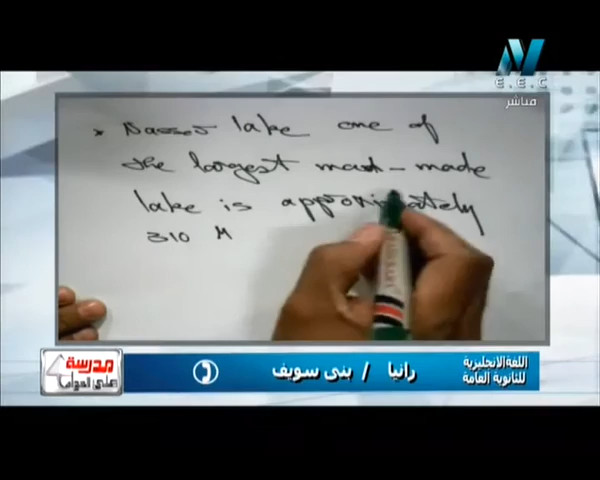 E.E.C
مباشر
* Nasser lake one of
the largest man-made
lake is approximately
310 M
مدرسة
على الهواء
رانيا / بنى سويف
اللغة الانجليزية
للثانوية العامة